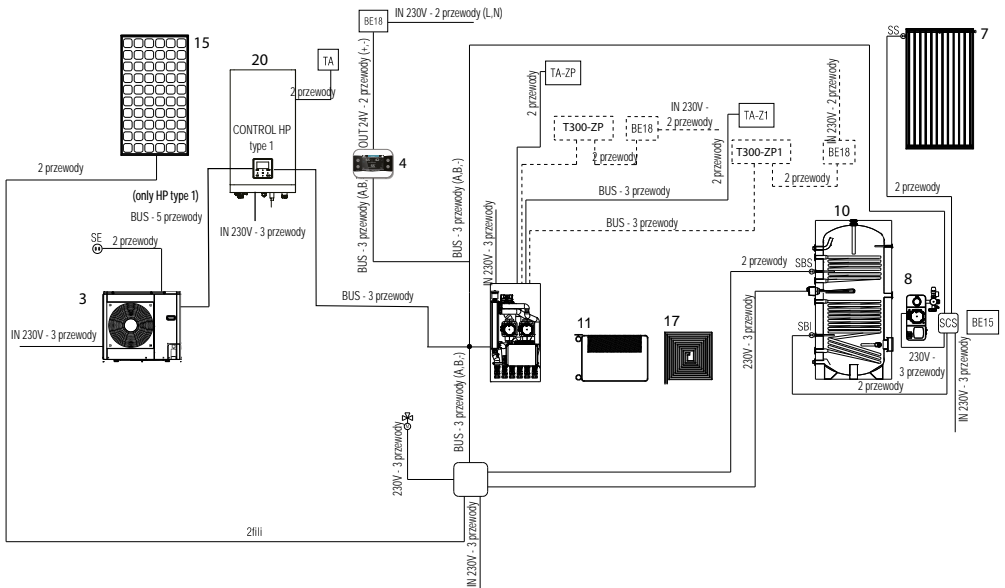 IN 230V - 2 przewody (L,N)
BE18
15
20
TA
2 przewody
CONTROL HP
type 1
OUT 24V - 2 przewody (+,-)
4
BUS - 3 przewody (A,B,
BUS - 3 przewody (A,B,-)
2 przewody
(only HP type 1)
BUS - 5 przewody
IN 230V - 3 przewody
SE
2 przewody
3
IN 230V - 3 przewody
BUS - 3 przewody
BUS - 3 przewody (A,B,-)
TA-ZP
2 przewody
T300-ZP
BE18
IN 230V -
2 przewody
2 przewody
TA-Z1
2 przewody
T300-ZP1
BE18
IN 230V - 2 przewody
2 przewody
BUS - 3 przewody
BUS - 3 przewody
IN 230V - 3 przewody
11
17
SS
7
2 przewody
10
2 przewody
SBS
SBI
230V - 3 przewody
8
SCS
BE15
230V -
3 przewody
2 przewody
IN 230V - 3 przewody
230V - 3 przewody
2fili
IN 230V - 3 przewody